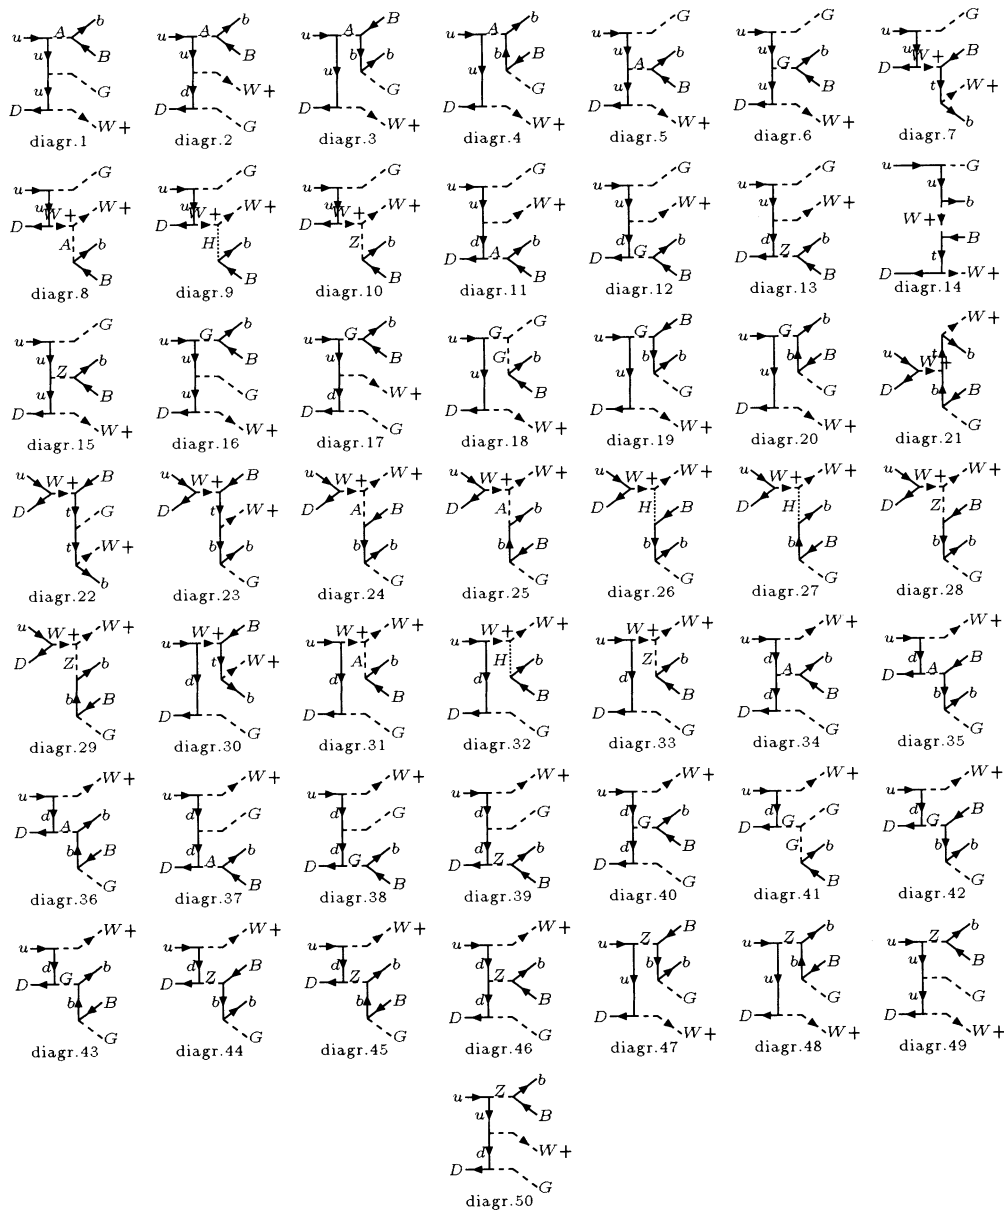 u A b
u B
u G
D W+
diagr.1
u A b
u B
d W+
D G
diagr.2
u A B
b b
u G
D W+
diagr.3
u A b
b B
u G
D W+
diagr.4
u G
u b
A
u B
D W+
diagr.5
u G
u b
G
u B
D W+
diagr.6
u G
u B
D W+
t
b
diagr.7
u G
u W+
D W+
A b
B
diagr.8
u G
u W+
D W+
H b
B
diagr.9
u G
u W+
D W+
Z b
B
diagr.10
u G
u W+
d b
D A
B
diagr.11
u G
u W+
d b
D G
B
diagr.12
u G
u W+
d b
D Z
B
diagr.13
u G
u
b
W+
B
t
D W+
diagr.14
u G
u b
Z
u B
D W+
diagr.15
u G b
u B
u G
D W+
diagr.16
u G b
u B
d W+
D G
diagr.17
u G G
G b
u B
D W+
diagr.18
u G B
b b
u G
D W+
diagr.19
u G b
b B
u G
D W+
diagr.20
W+
u t b
W+
D b B
G
diagr.21
u W+ B
D t G
t W+
b
diagr.22
u W+ B
D t W+
b b
G
diagr.23
u W+ W+
D A B
b b
G
diagr.24
u W+ W+
D A b
b B
G
diagr.25
u W+ W+
D H B
b b
G
diagr.26
u W+ W+
D H b
b B
G
diagr.27
u W+ W+
D Z B
b b
G
diagr.28
u W+ W+
D Z b
b B
G
diagr.29
u W+ B
t W+
d b
D G
diagr.30
u W+ W+
A b
d B
D G
diagr.31
u W+ W+
H b
d B
D G
diagr.32
u W+ W+
Z b
d B
D G
diagr.33
u W+
d b
A
d B
D G
diagr.34
u W+
d B
D A
b b
G
diagr.35
u W+
d b
D A
b B
G
diagr.36
u W+
d G
d b
D A
B
diagr.37
u W+
d G
d b
D G
B
diagr.38
u W+
d G
d b
D Z
B
diagr.39
u W+
d b
G
d B
D G
diagr.40
u W+
d G
D G
G b
B
diagr.41
u W+
d B
D G
b b
G
diagr.42
u W+
d b
D G
b B
G
diagr.43
u W+
d B
D Z
b b
G
diagr.44
u W+
d b
D Z
b B
G
diagr.45
u W+
d b
Z
d B
D G
diagr.46
u Z B
b b
u G
D W+
diagr.47
u Z b
b B
u G
D W+
diagr.48
u Z b
u B
u G
D W+
diagr.49
u Z b
u B
d W+
D G
diagr.50